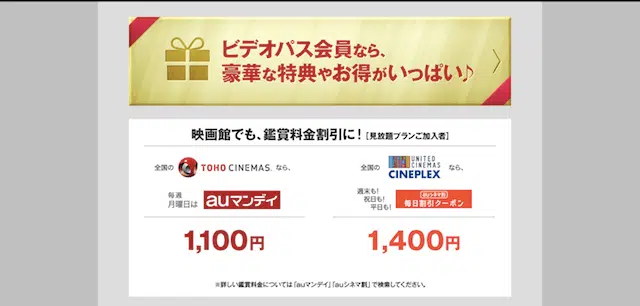 ビデオパス会員なら、
豪華な特典やお得がいっぱい♪
映画館でも、鑑賞料金割引に！［見放題プランご加入者］
全国の TOHO CINEMAS. なら、
毎週
月曜日は auマンデイ
1,100円
全国の UNITED CINEMAS CINEPLEX なら、
週末も!
祝日も!
平日も!
auシネマ割
毎日割引クーポン
1,400円
※詳しい鑑賞料金については「auマンデイ」「auシネマ割」で検索してください。